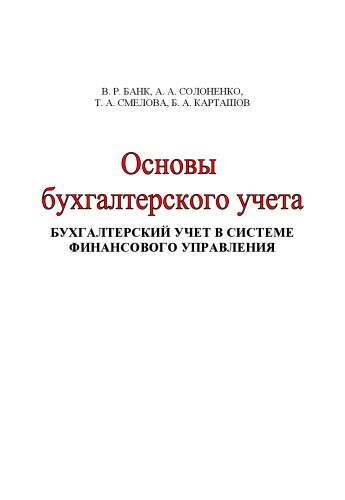 В. Р. БАНК, А. А. СОЛОНЕНКО,
Т. А. СМЕЛОВА, Б. А. КАРТАШОВ
Основы
бухгалтерского учета
БУХГАЛТЕРСКИЙ УЧЕТ В СИСТЕМЕ
ФИНАНСОВОГО УПРАВЛЕНИЯ